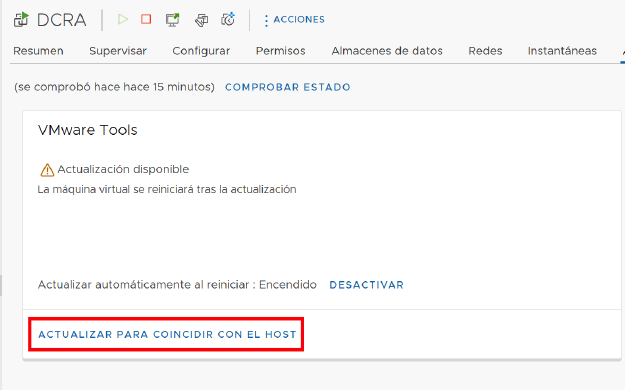 DCRA
ACCIONES
Resumen Supervisar Configurar Permisos Almacenes de datos Redes Instantáneas
(se comprobó hace hace 15 minutos) COMPROBAR ESTADO
VMware Tools
Actualización disponible
La máquina virtual se reiniciará tras la actualización
Actualizar automáticamente al reiniciar : Encendido DESACTIVAR
ACTUALIZAR PARA COINCIDIR CON EL HOST